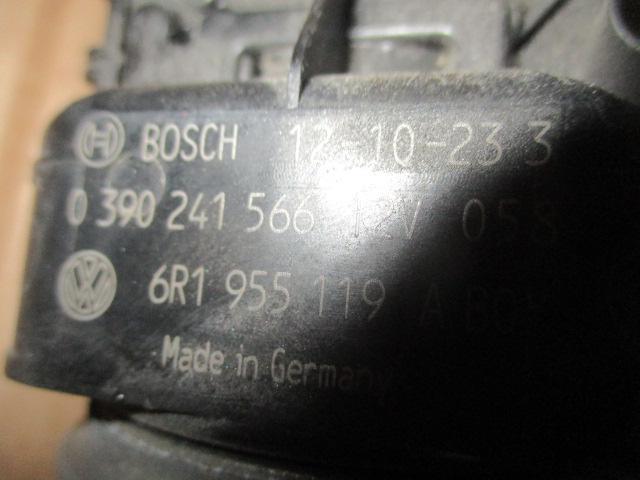 BOSCH 12-10-23 3
0 390 241 566 12V 058
6R1 955 119 A
Made in Germany